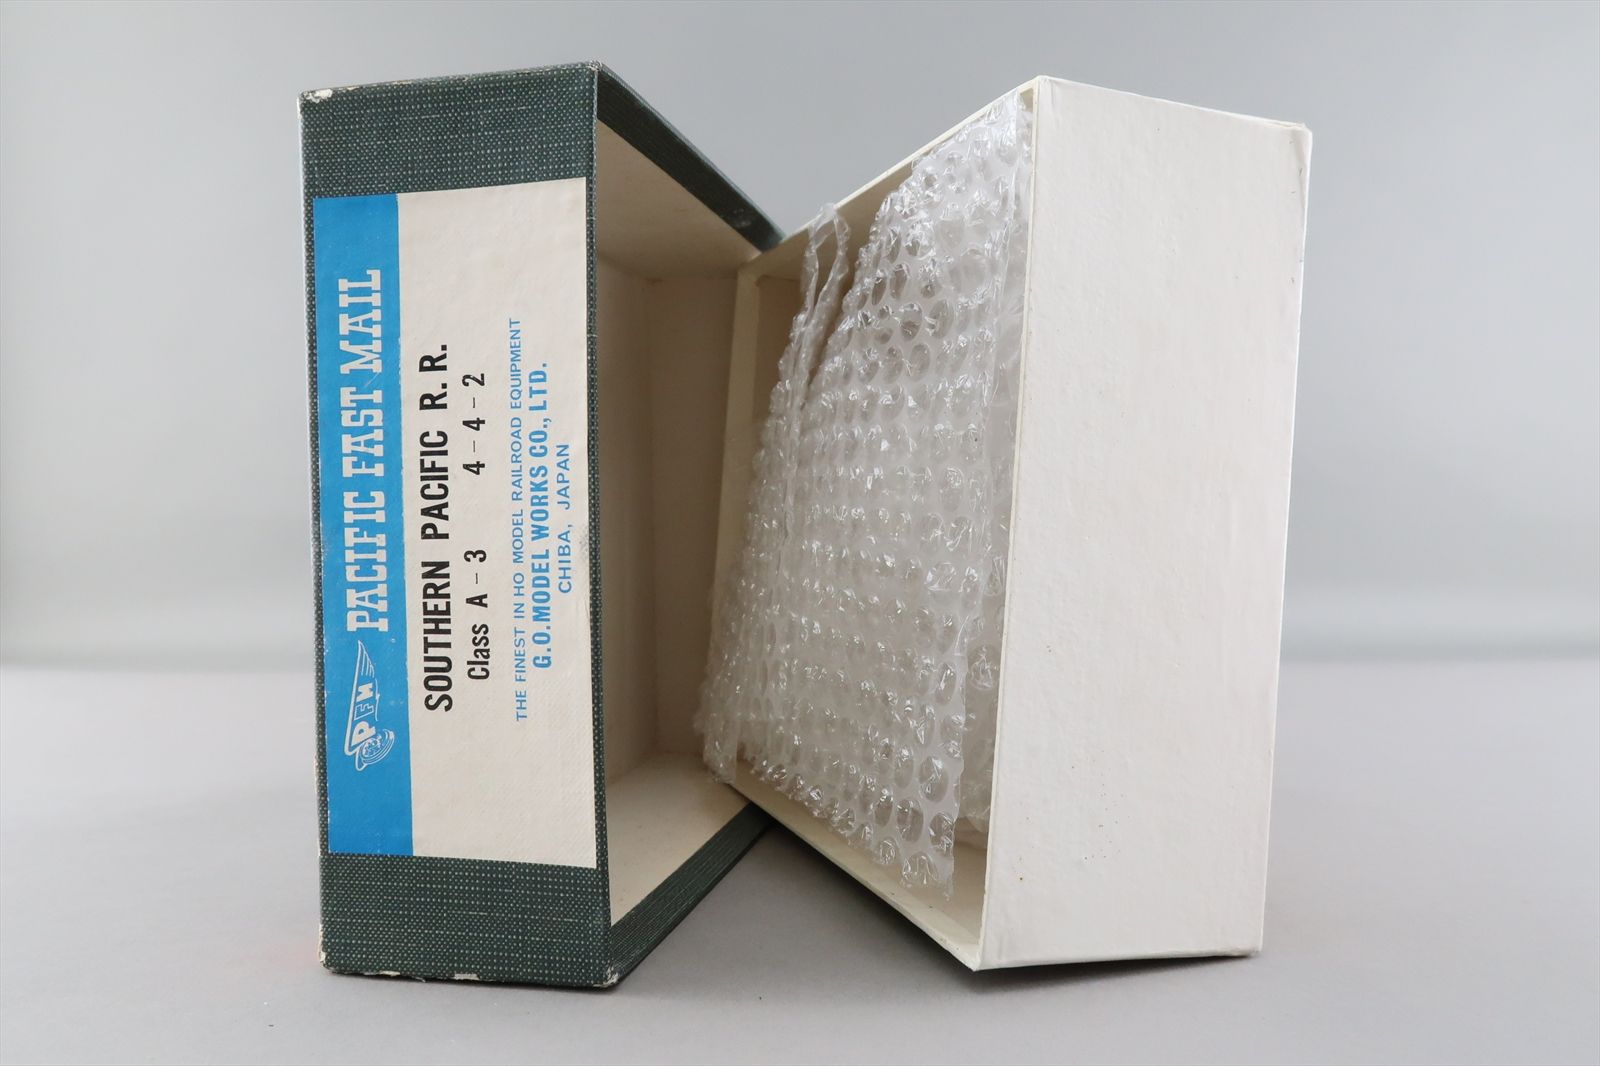 PFM PACIFIC FAST MAIL
SOUTHERN PACIFIC R. R.
Class A-3 4-4-2
THE FINEST IN HO MODEL RAILROAD EQUIPMENT
G.O. MODEL WORKS CO., LTD.
CHIBA, JAPAN